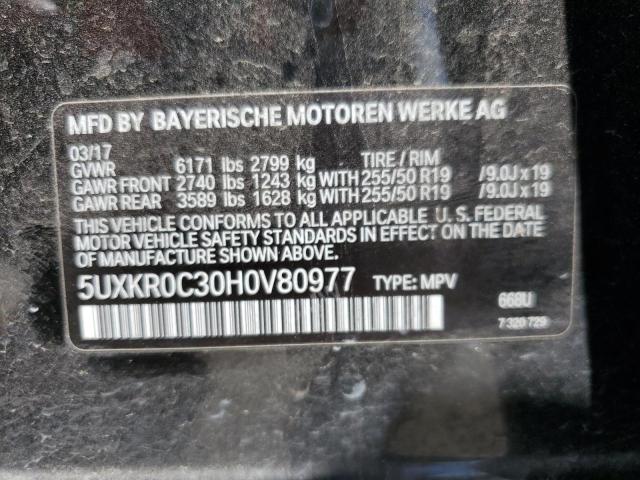 MFD BY BAYERISCHE MOTOREN WERKE AG
03/17
GVWR 6171 lbs 2799 kg TIRE / RIM
GAWR FRONT 2740 lbs 1243 kg WITH 255/50 R19 /9.0J x 19
GAWR REAR 3589 lbs 1628 kg WITH 255/50 R19 /9.0J x 19
THIS VEHICLE CONFORMS TO ALL APPLICABLE U.S. FEDERAL
MOTOR VEHICLE SAFETY STANDARDS IN EFFECT ON THE DATE
OF MANUFACTURE SHOWN ABOVE.
5UXKR0C30H0V80977 TYPE: MPV
668U
7 320 729